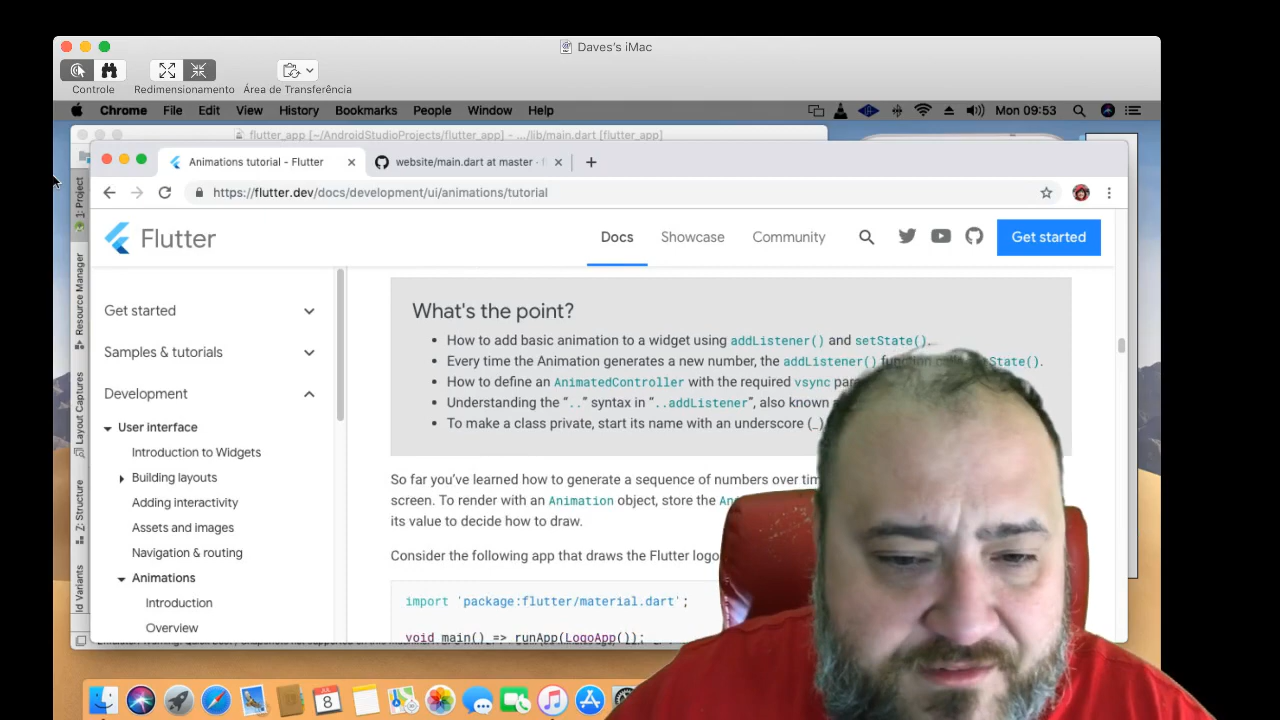 Daves's iMac
Controle
Redimensionamento
Área de Transferência
Chrome File Edit View History Bookmarks People Window Help
Mon 09:53
flutter_app [~/AndroidStudioProjects/flutter_app] - .../lib/main.dart [flutter_app]
Animations tutorial - Flutter
website/main.dart at master ·
https://flutter.dev/docs/development/ui/animations/tutorial
Flutter
Docs Showcase Community
Get started
1: Project
Resource Manager
Layout Captures
Z: Structure
ld Variants
Get started
Samples & tutorials
Development
User interface
Introduction to Widgets
Building layouts
Adding interactivity
Assets and images
Navigation & routing
Animations
Introduction
Overview
What's the point?
• How to add basic animation to a widget using addListener() and setState().
• Every time the Animation generates a new number, the addListener() function State().
• How to define an AnimatedController with the required vsync
• Understanding the “..” syntax in “..addListener”, also known
• To make a class private, start its name with an underscore (_)
So far you’ve learned how to generate a sequence of numbers over
screen. To render with an Animation object, store the
its value to decide how to draw.
Consider the following app that draws the Flutter logo
import 'package:flutter/material.dart';
void main() => runApp(LogoApp());
8